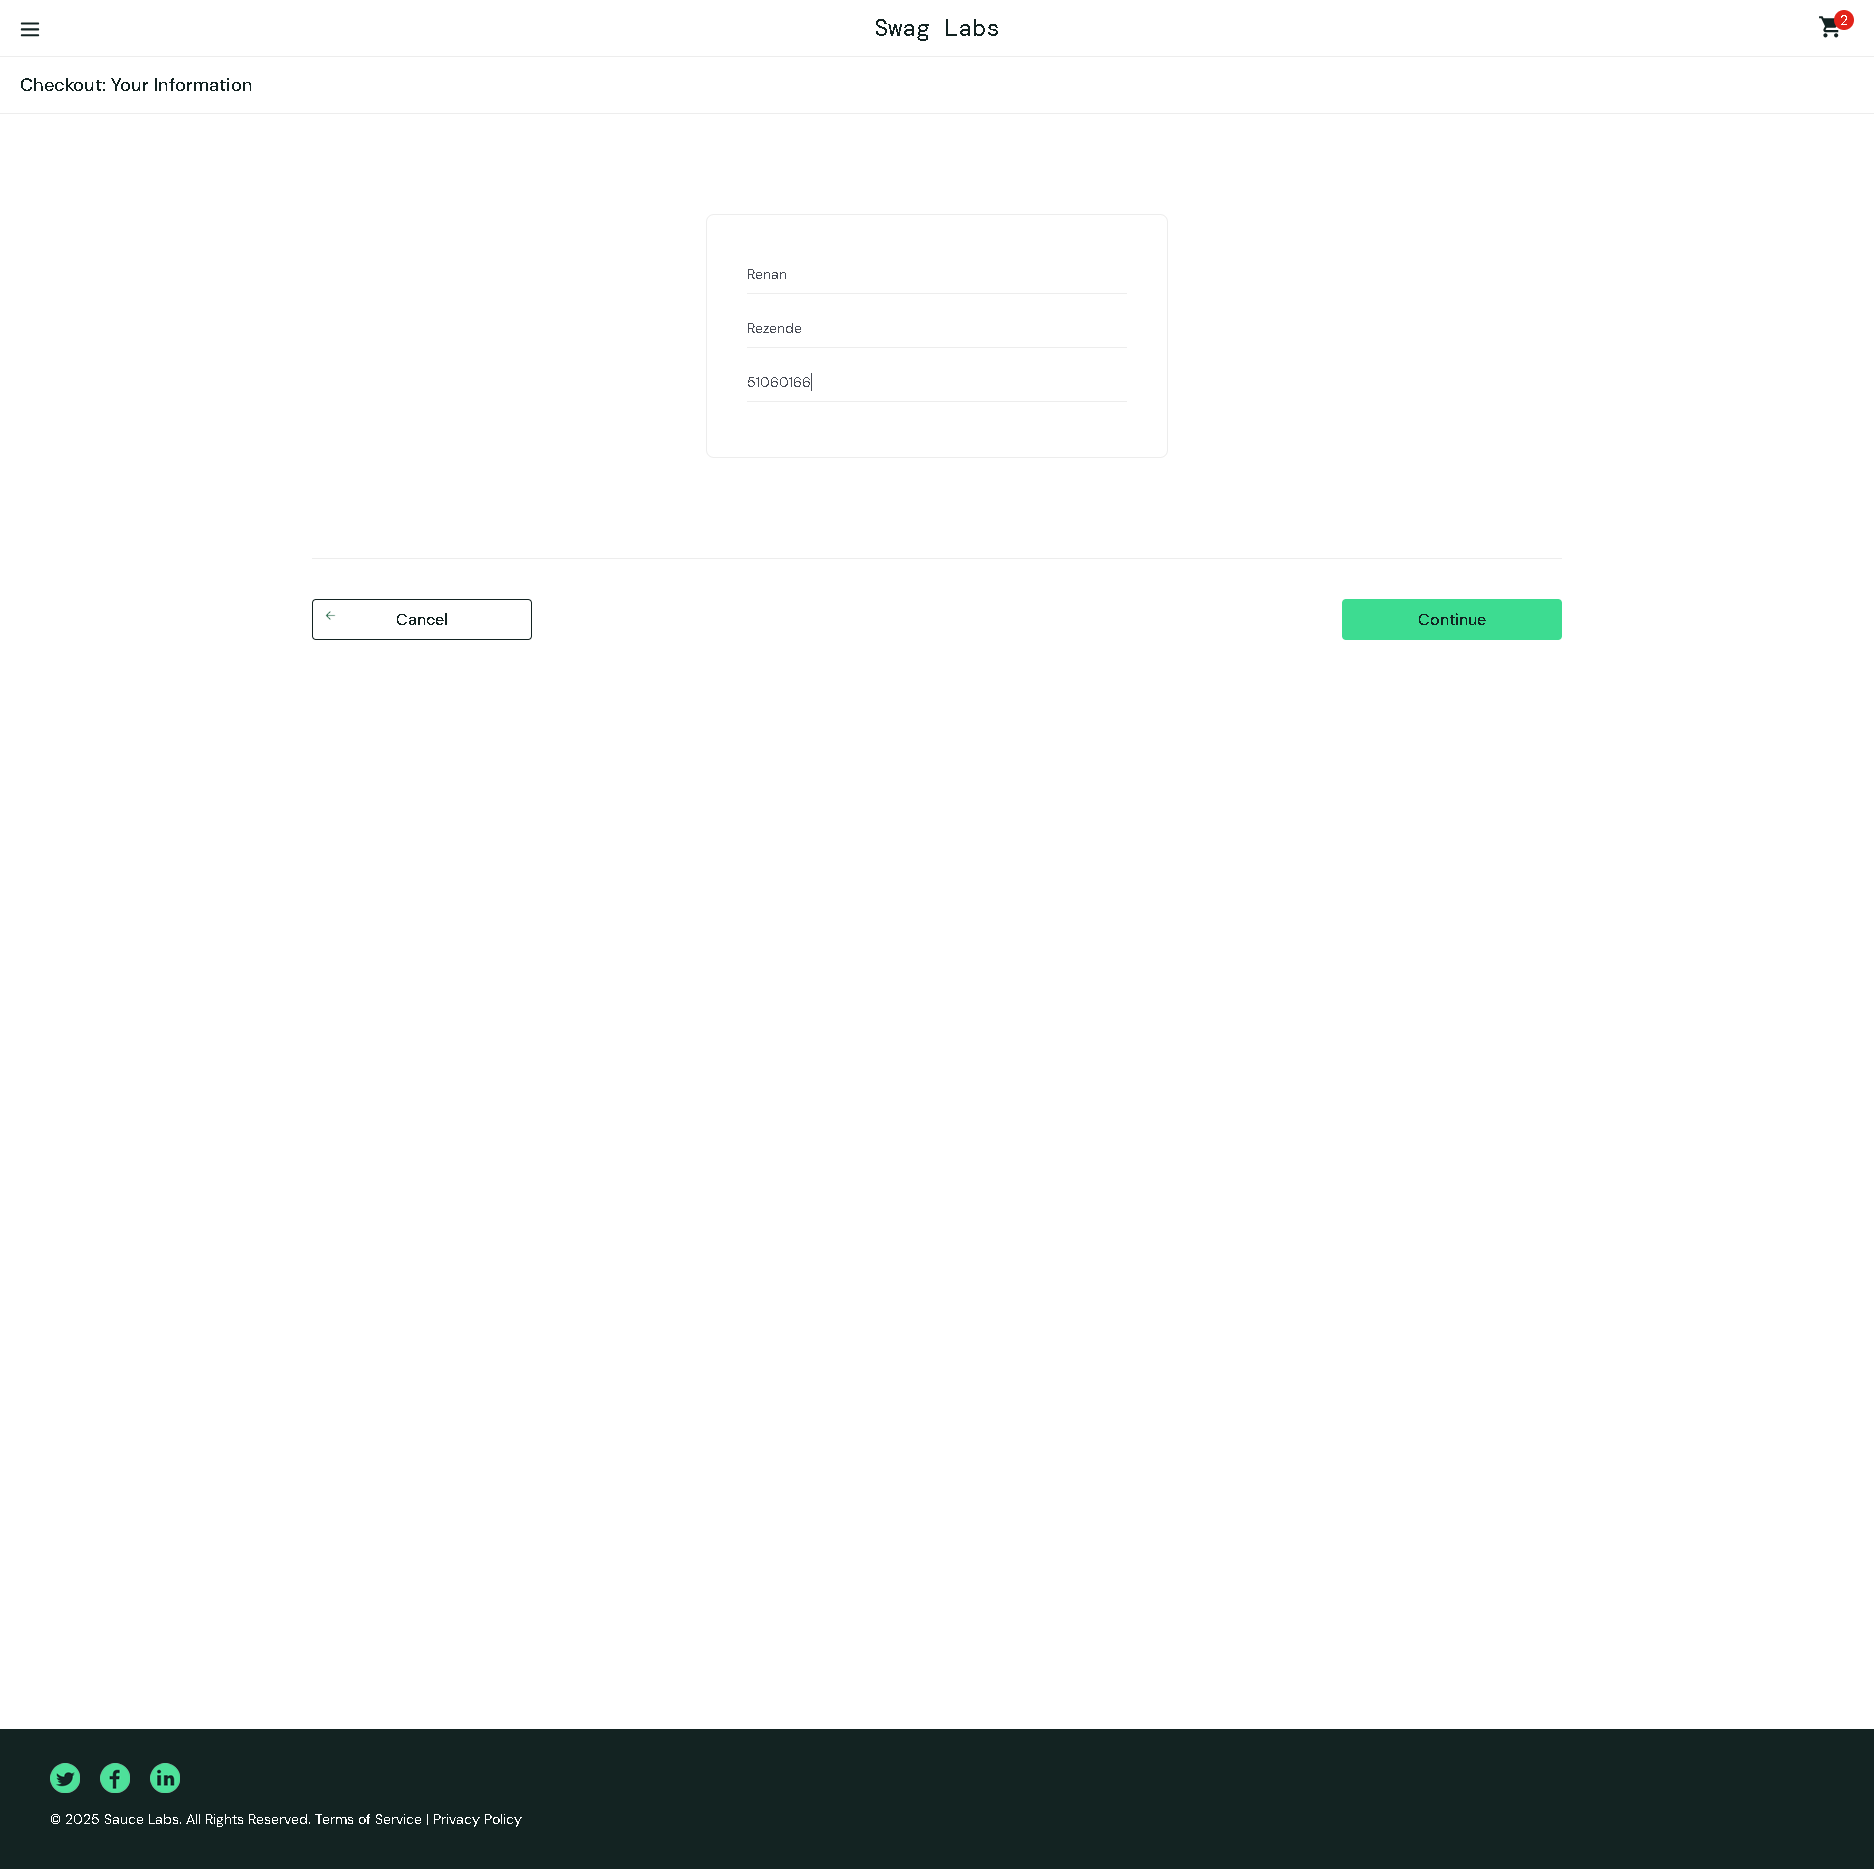 Swag Labs
2
Checkout: Your Information
Renan
Rezende
51060166
Cancel
Continue
© 2025 Sauce Labs. All Rights Reserved. Terms of Service | Privacy Policy